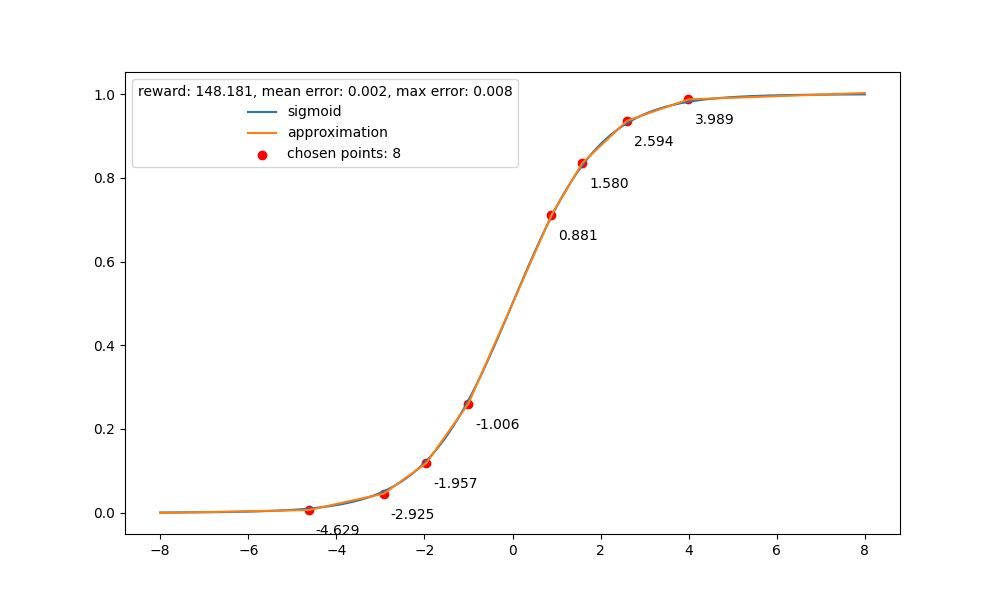 reward: 148.181, mean error: 0.002, max error: 0.008
sigmoid
approximation
chosen points: 8
1.0
0.8
0.6
0.4
0.2
0.0
3.989
2.594
1.580
0.881
-1.006
-1.957
-2.925
-4.629
−8 −6 −4 −2 0 2 4 6 8